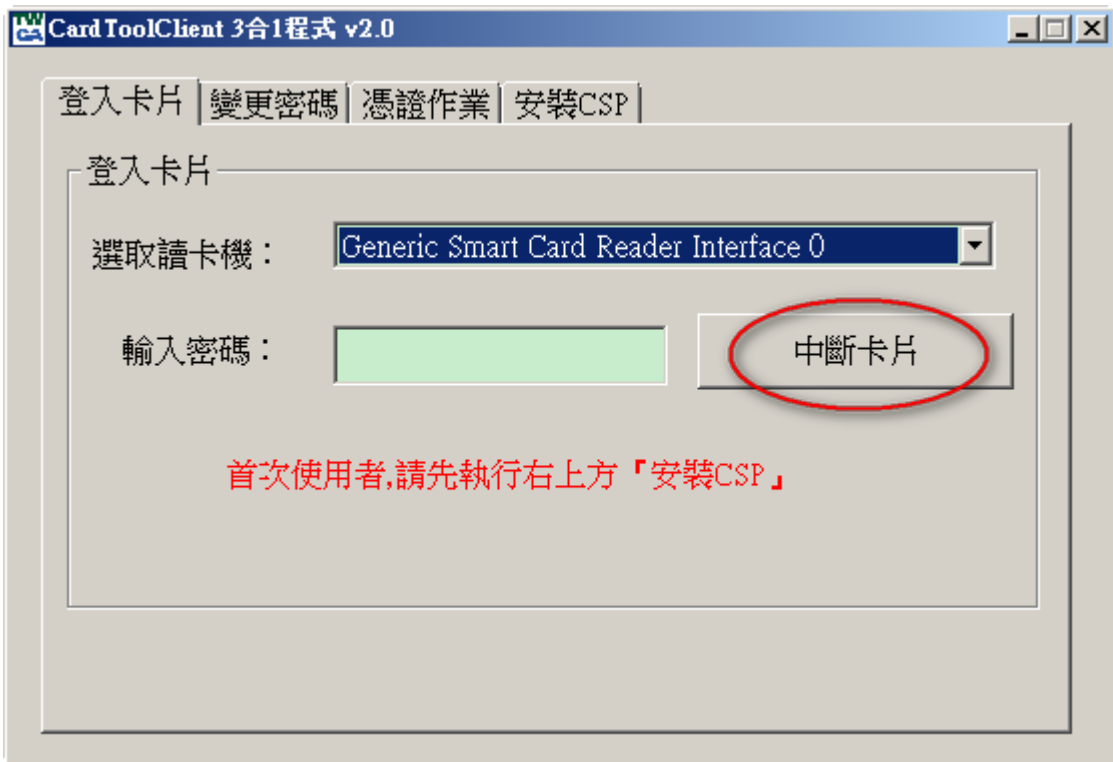 CardToolClient 3合1程式 v2.0
登入卡片 變更密碼 憑證作業 安裝CSP
登入卡片
選取讀卡機： Generic Smart Card Reader Interface 0
輸入密碼： 中斷卡片
首次使用者,請先執行右上方『安裝CSP』